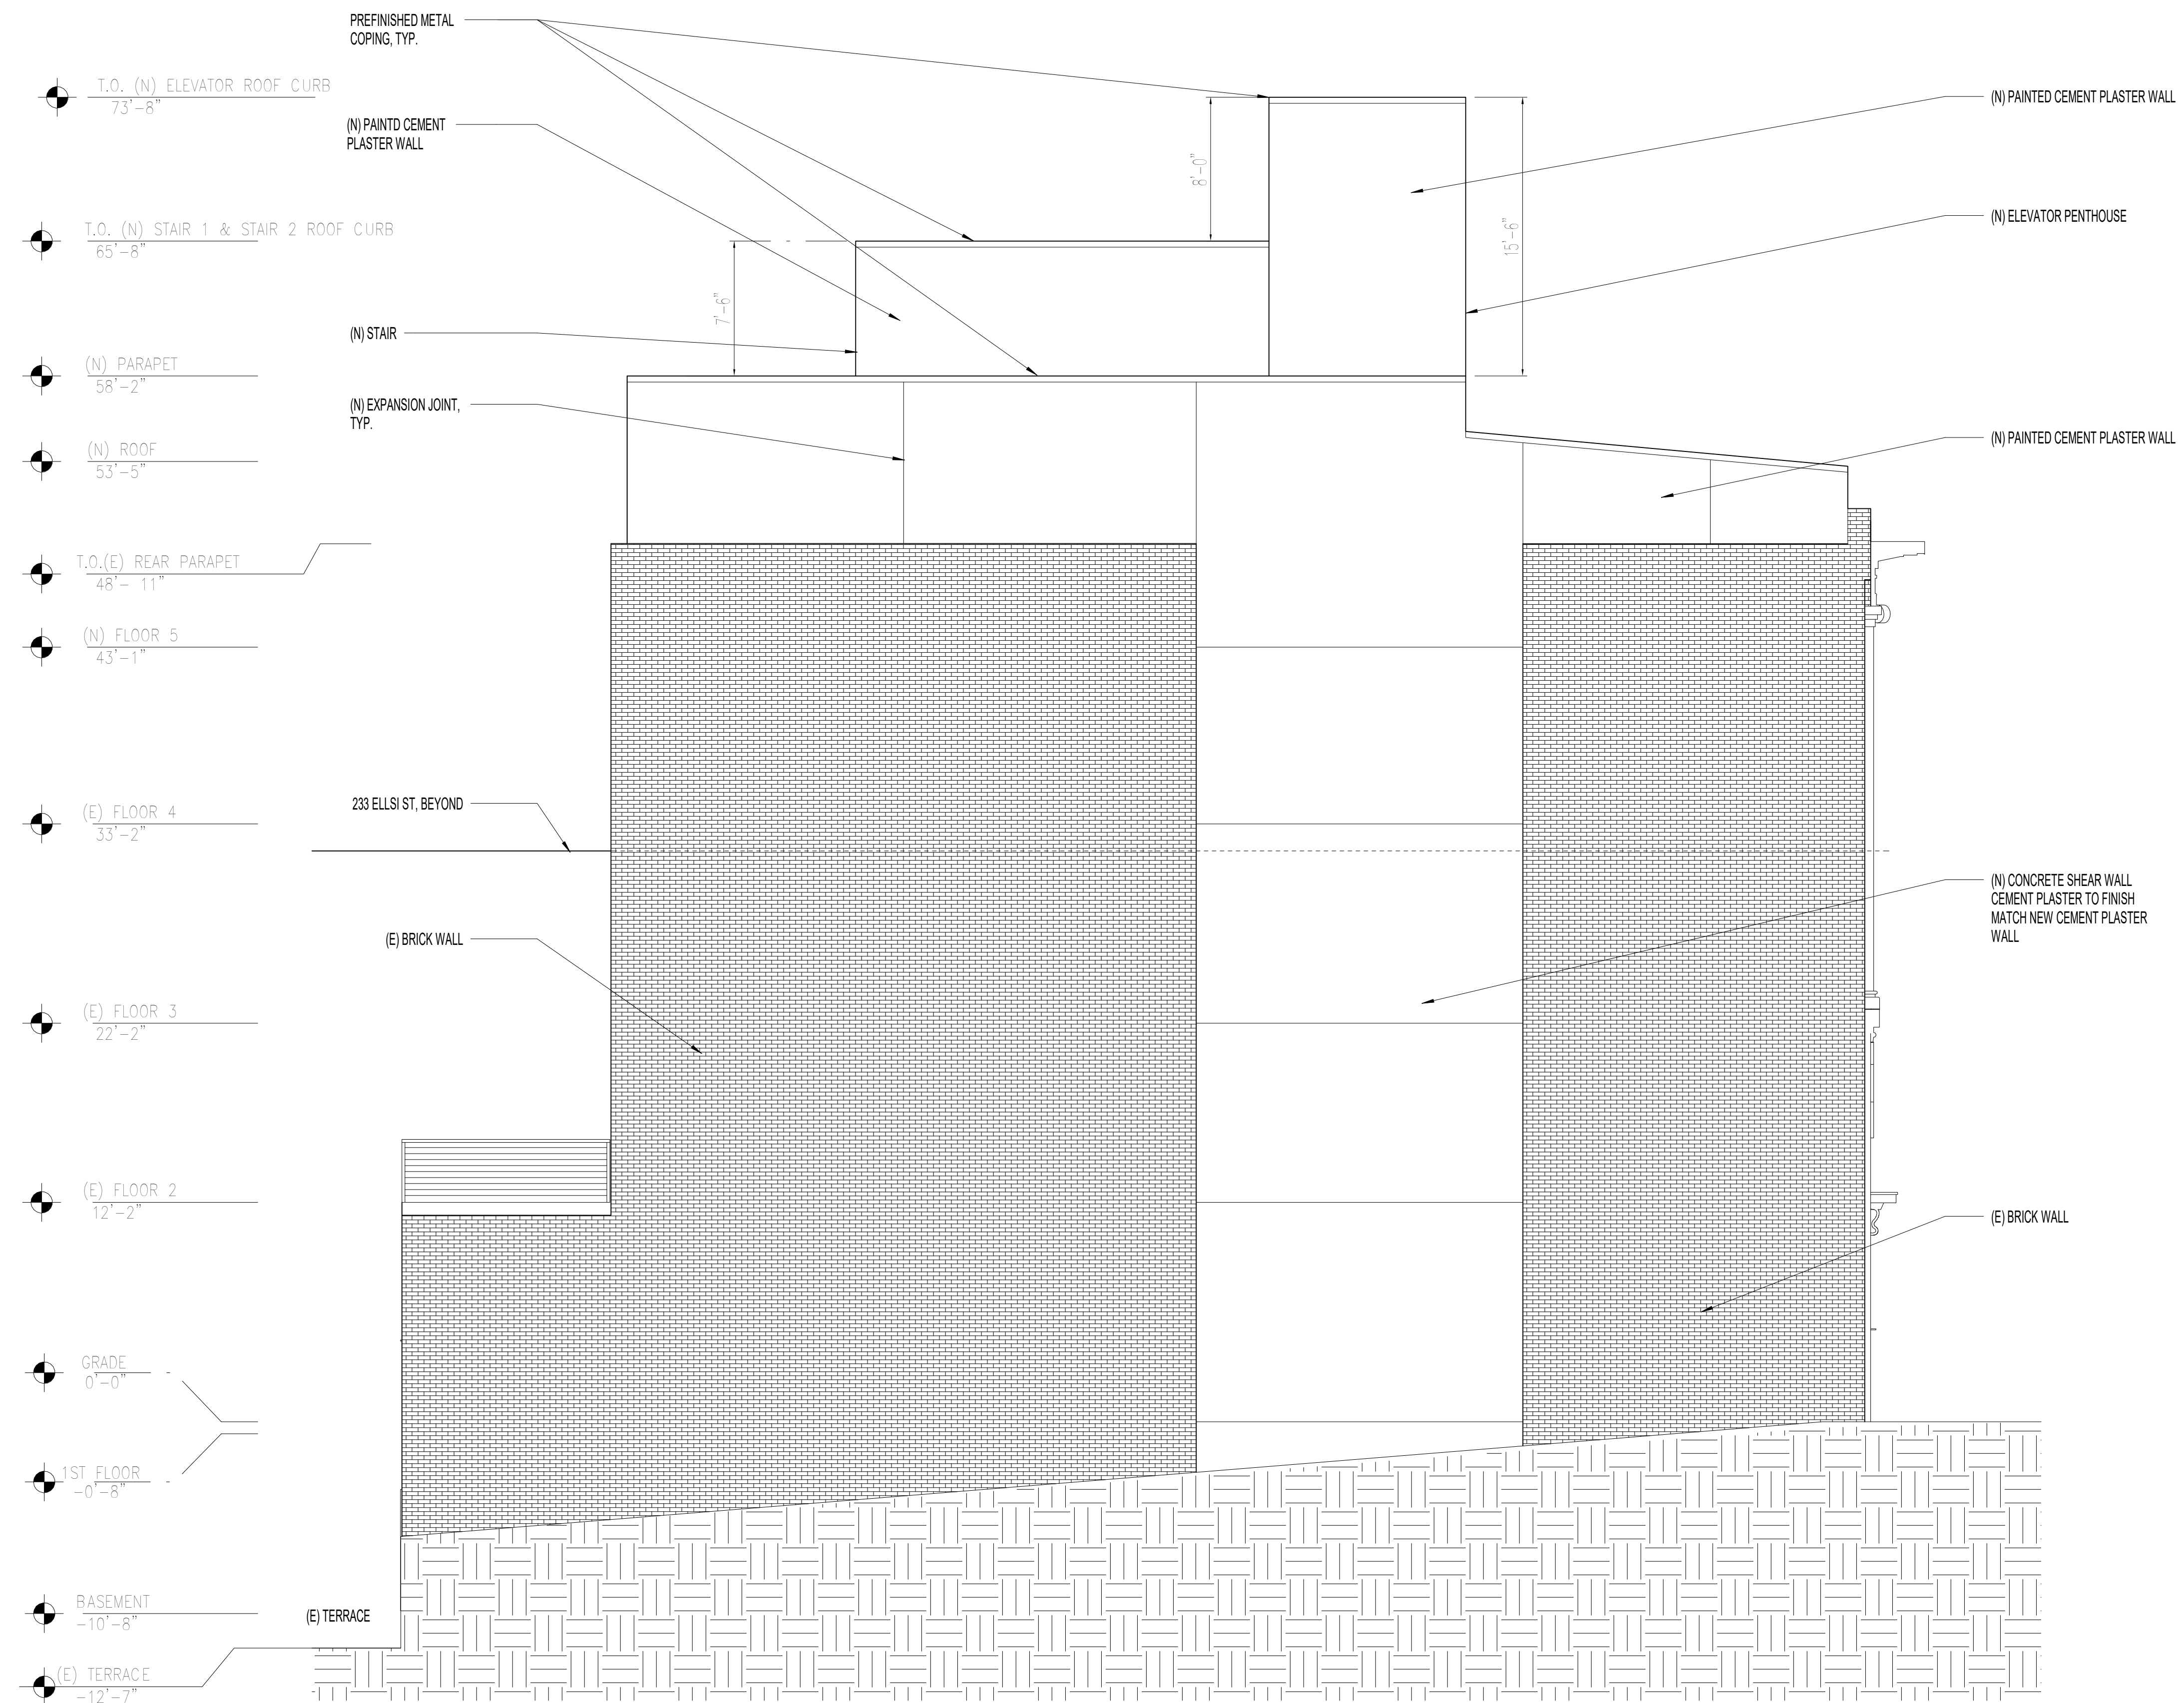 PREFINISHED METAL
COPING, TYP.
T.O. (N) ELEVATOR ROOF CURB
73'-8"
(N) PAINTED CEMENT PLASTER WALL
(N) PAINTD CEMENT
PLASTER WALL
8'-0"
(N) ELEVATOR PENTHOUSE
T.O. (N) STAIR 1 & STAIR 2 ROOF CURB
65'-8"
15'-6"
7'-6"
(N) STAIR
(N) PARAPET
58'-2"
(N) EXPANSION JOINT,
TYP.
(N) PAINTED CEMENT PLASTER WALL
(N) ROOF
53'-5"
T.O.(E) REAR PARAPET
48'- 11"
(N) FLOOR 5
43'-1"
233 ELLSI ST, BEYOND
(E) FLOOR 4
33'-2"
(N) CONCRETE SHEAR WALL
CEMENT PLASTER TO FINISH
MATCH NEW CEMENT PLASTER
WALL
(E) BRICK WALL
(E) FLOOR 3
22'-2"
(E) FLOOR 2
12'-2"
(E) BRICK WALL
GRADE
0'-0"
1ST FLOOR
-0'-8"
BASEMENT
-10'-8"
(E) TERRACE
(E) TERRACE
-12'-7"